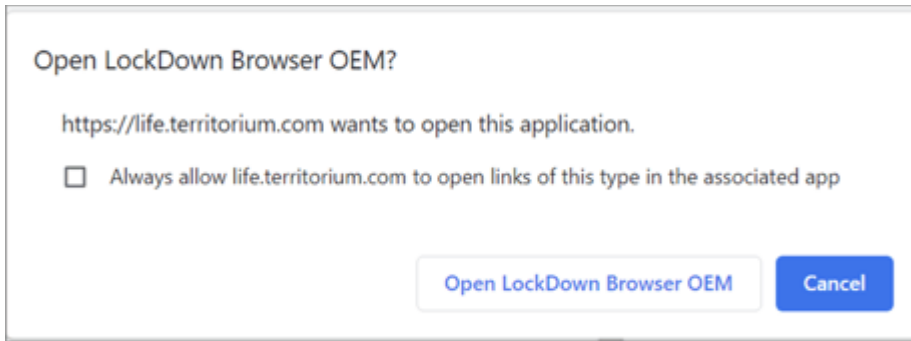 Open LockDown Browser OEM?
https://life.territorium.com wants to open this application.
Always allow life.territorium.com to open links of this type in the associated app
Open LockDown Browser OEM Cancel